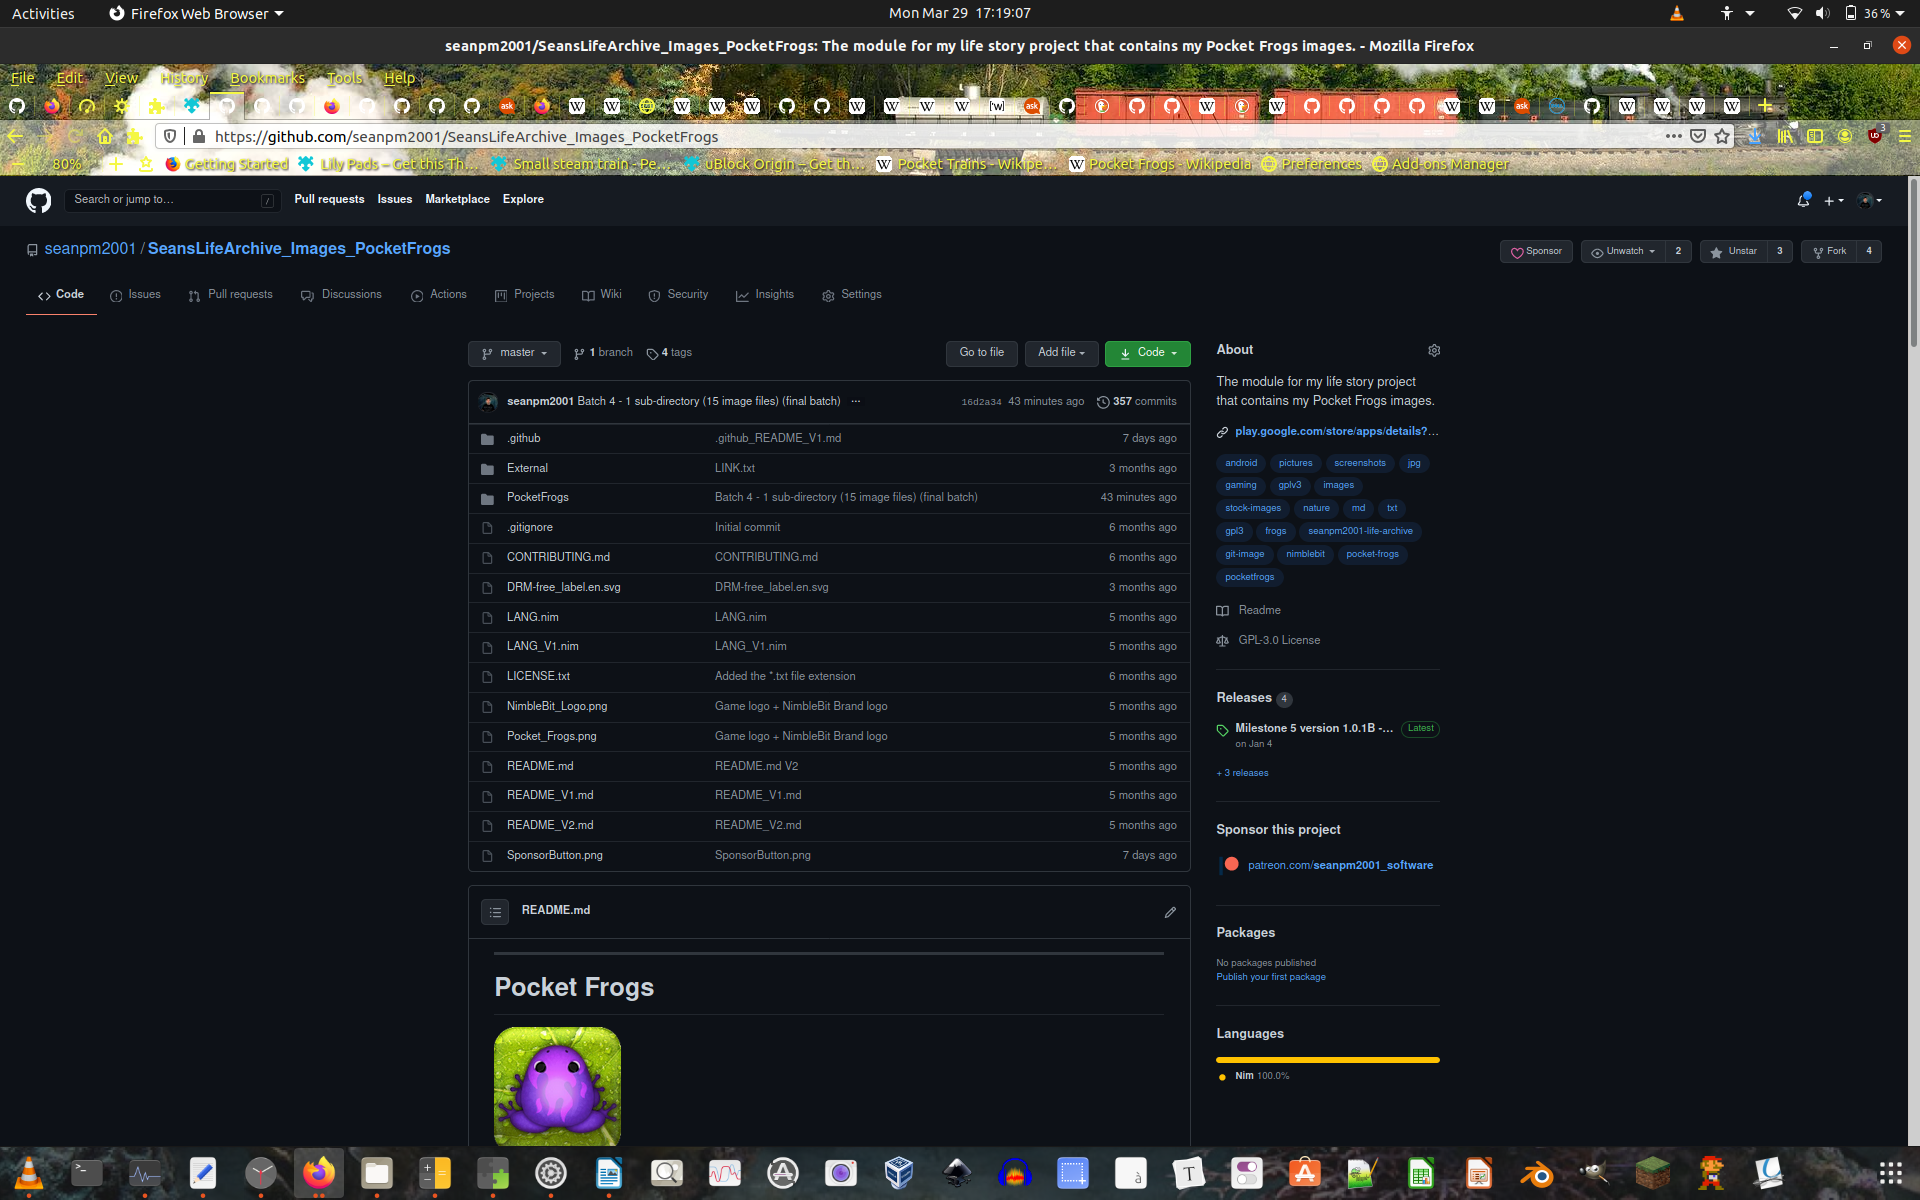 Activities
Firefox Web Browser
Mon Mar 29 17:19:07
36 %
seanpm2001/SeansLifeArchive_Images_PocketFrogs: The module for my life story project that contains my Pocket Frogs images. - Mozilla Firefox
File Edit View History Bookmarks Tools Help
https://github.com/seanpm2001/SeansLifeArchive_Images_PocketFrogs
3
80%
Getting Started
Lily Pads – Get this Th…
Small steam train - Pe…
uBlock Origin – Get th…
Pocket Trains - Wikipe…
Pocket Frogs - Wikipedia
Preferences
Add-ons Manager
Search or jump to… /
Pull requests Issues Marketplace Explore
seanpm2001 / SeansLifeArchive_Images_PocketFrogs
Sponsor
Unwatch 2
Unstar 3
Fork 4
Code Issues Pull requests Discussions Actions Projects Wiki Security Insights Settings
master 1 branch 4 tags
Go to file Add file Code
seanpm2001 Batch 4 - 1 sub-directory (15 image files) (final batch) ... 16d2a34 43 minutes ago 357 commits
.github .github_README_V1.md 7 days ago
External LINK.txt 3 months ago
PocketFrogs Batch 4 - 1 sub-directory (15 image files) (final batch) 43 minutes ago
.gitignore Initial commit 6 months ago
CONTRIBUTING.md CONTRIBUTING.md 6 months ago
DRM-free_label.en.svg DRM-free_label.en.svg 3 months ago
LANG.nim LANG.nim 5 months ago
LANG_V1.nim LANG_V1.nim 5 months ago
LICENSE.txt Added the *.txt file extension 6 months ago
NimbleBit_Logo.png Game logo + NimbleBit Brand logo 5 months ago
Pocket_Frogs.png Game logo + NimbleBit Brand logo 5 months ago
README.md README.md V2 5 months ago
README_V1.md README_V1.md 5 months ago
README_V2.md README_V2.md 5 months ago
SponsorButton.png SponsorButton.png 7 days ago
README.md
Pocket Frogs
About
The module for my life story project
that contains my Pocket Frogs images.
play.google.com/store/apps/details?…
android pictures screenshots jpg
gaming gplv3 images
stock-images nature md txt
gpl3 frogs seanpm2001-life-archive
git-image nimblebit pocket-frogs
pocketfrogs
Readme
GPL-3.0 License
Releases 4
Milestone 5 version 1.0.1B -… Latest
on Jan 4
+ 3 releases
Sponsor this project
patreon.com/seanpm2001_software
Packages
No packages published
Publish your first package
Languages
Nim 100.0%